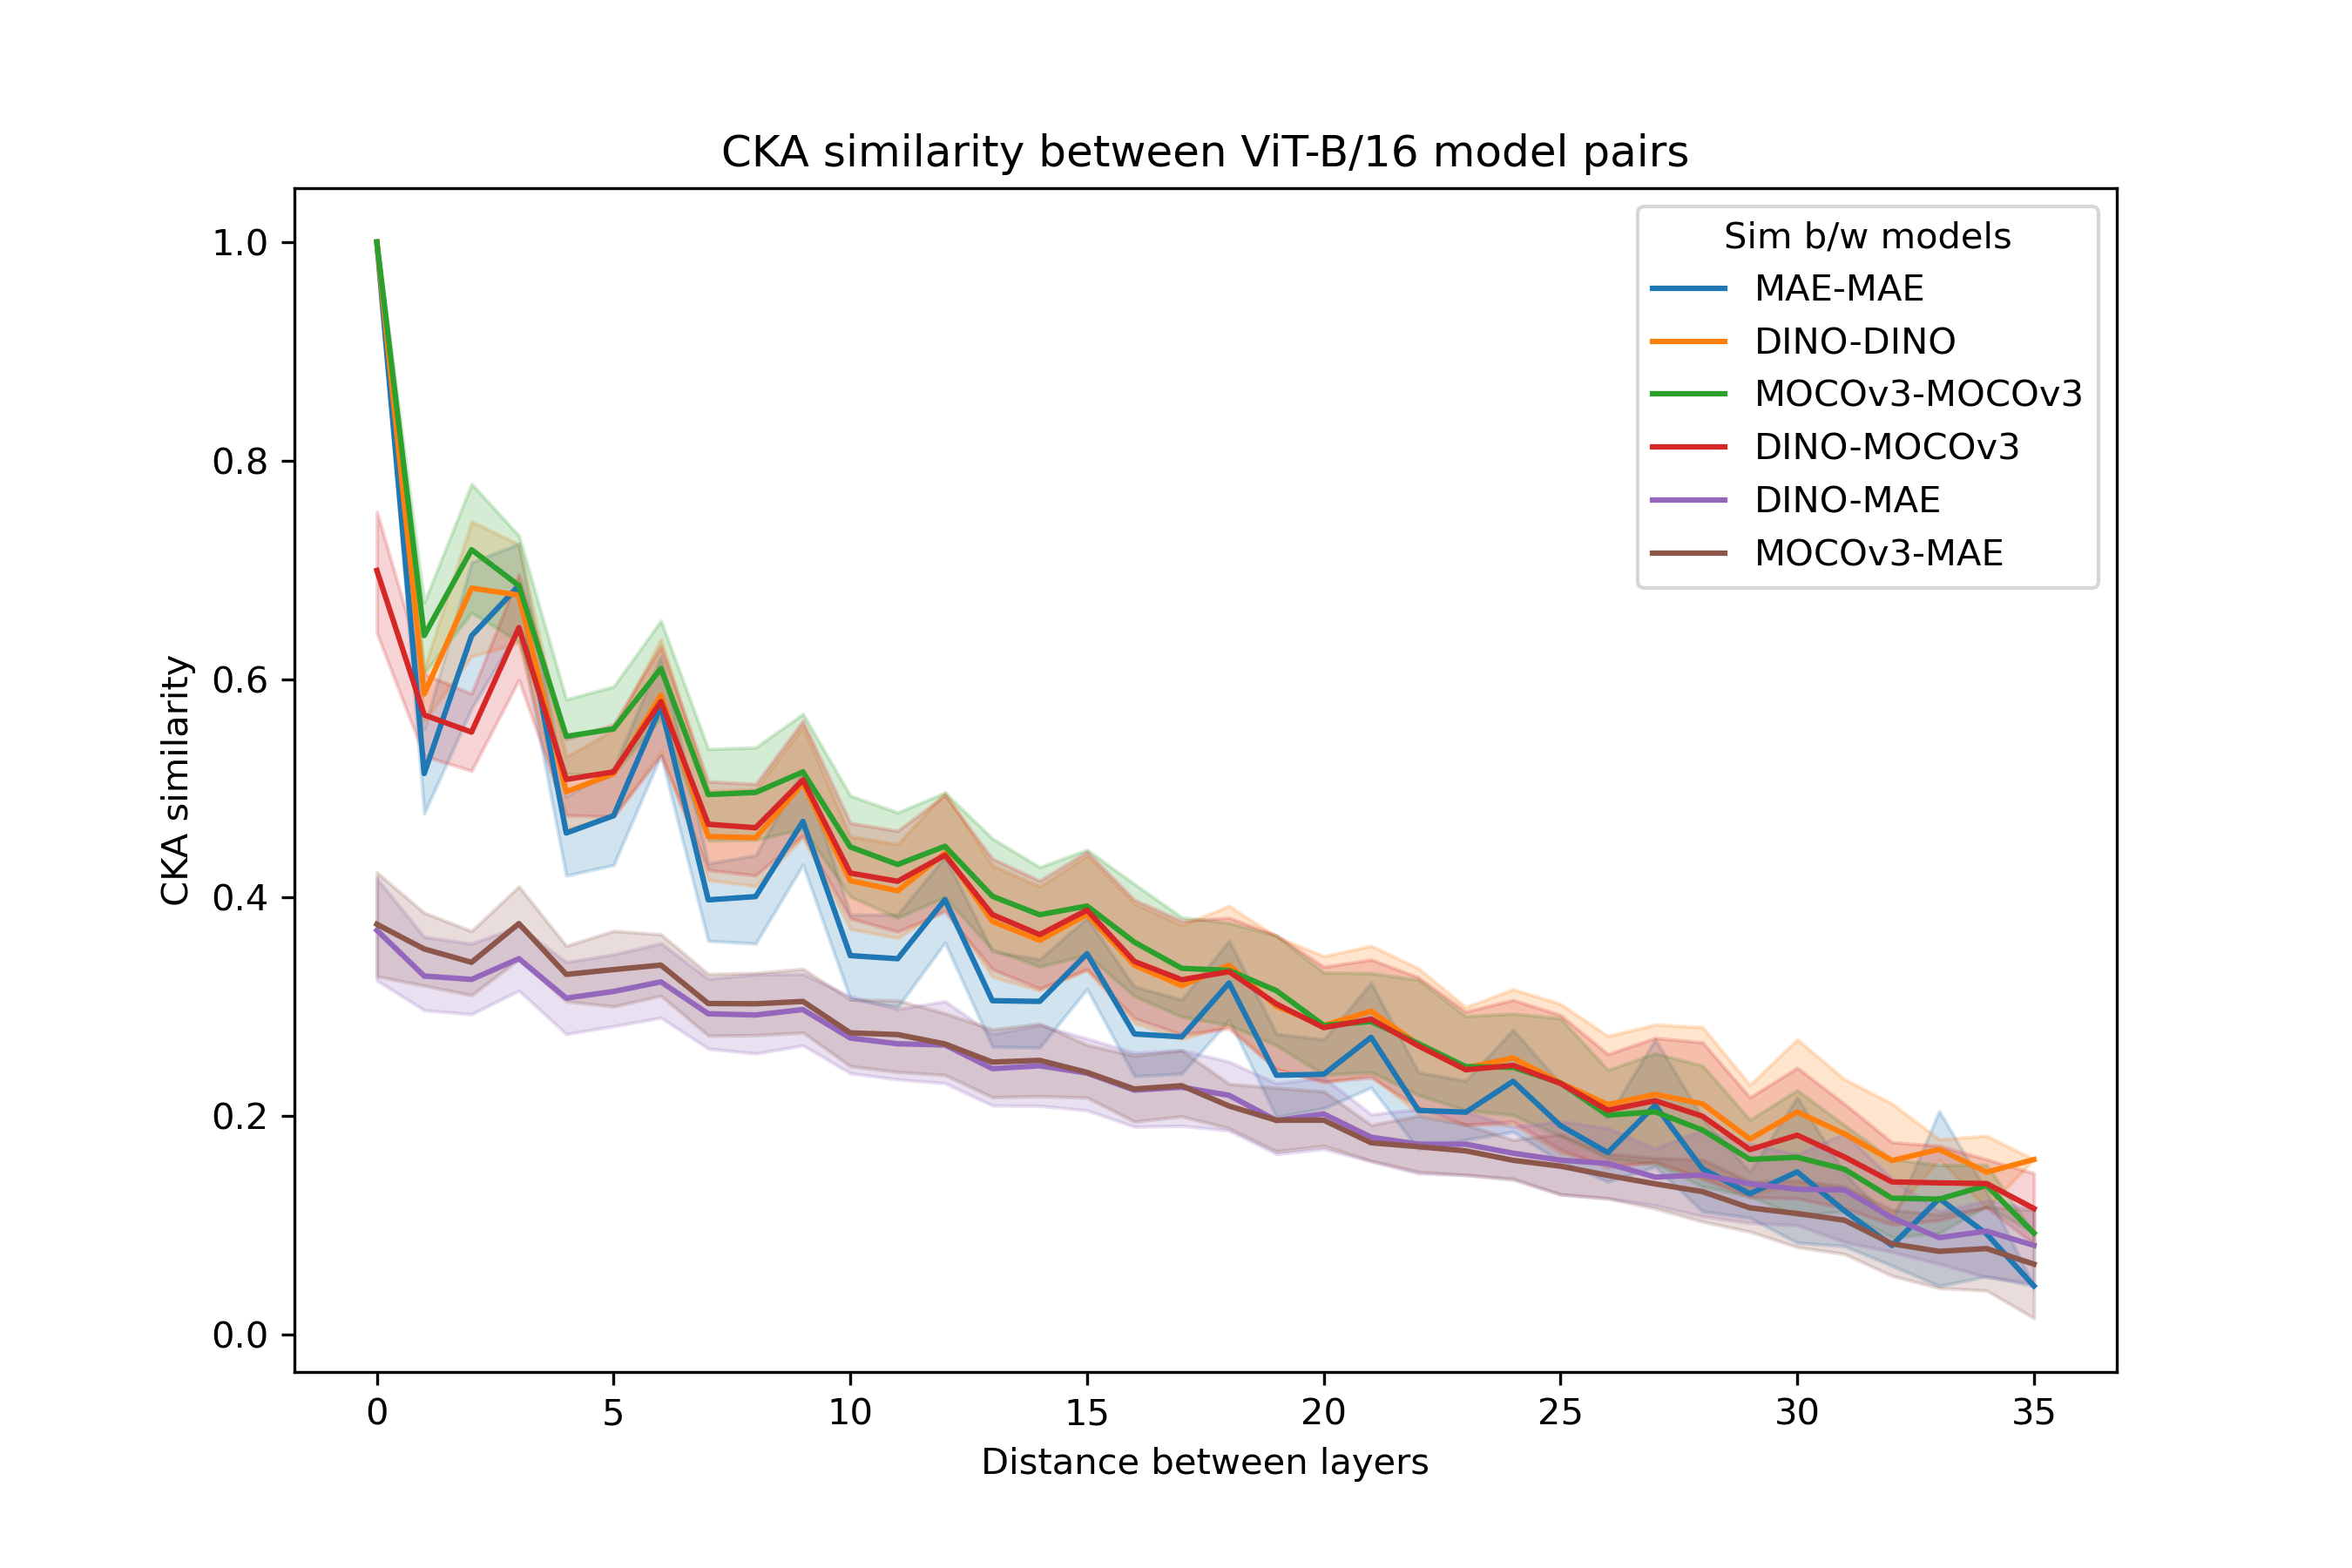 CKA similarity between ViT-B/16 model pairs
Sim b/w models
MAE-MAE
DINO-DINO
MOCOv3-MOCOv3
DINO-MOCOv3
DINO-MAE
MOCOv3-MAE
CKA similarity
1.0
0.8
0.6
0.4
0.2
0.0
0 5 10 15 20 25 30 35
Distance between layers